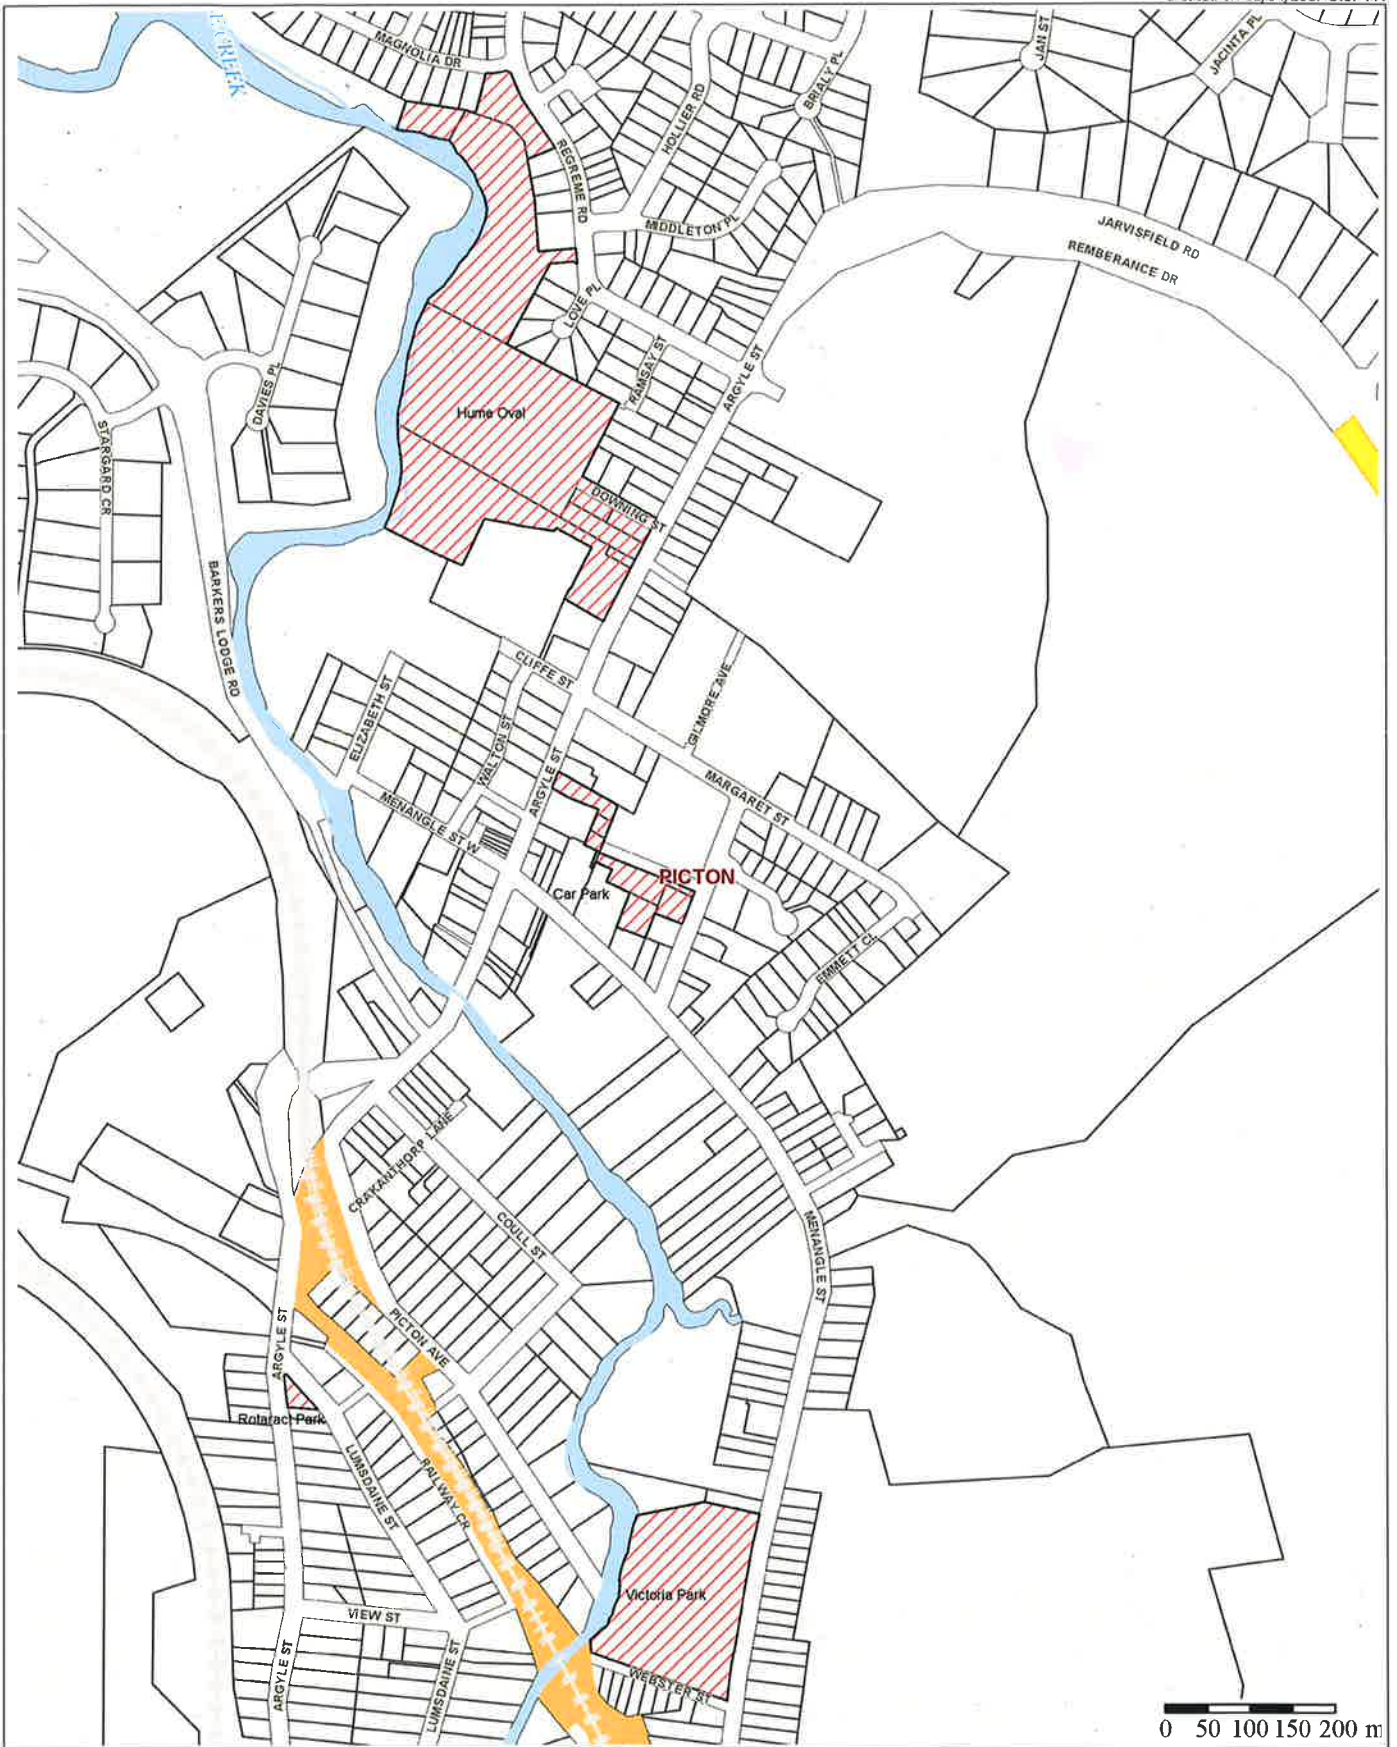 CREEK
MAGNOLIA DR
JAN ST
JACINTA PL
BRIALY PL
HOLLIER RD
REGREME RD
MIDDLETON PL
JARVISFIELD RD
REMBERANCE DR
LOVE PL
RAMSAY ST
ARGYLE ST
DAVIES PL
Hume Oval
STARGARD CR
DOWNING ST
BARKERS LODGE RD
CLIFFE ST
ELIZABETH ST
GILMORE AVE
WALTON ST
ARGYLE ST
MARGARET ST
MENANGLE ST W
PICTON
Car Park
EMMETT CL
CRAKANTHORP LANE
COULL ST
MENANGLE ST
PICTON AVE
ARGYLE ST
Rotaract Park
LUMSDAINE ST
RAILWAY CR
Victoria Park
VIEW ST
ARGYLE ST
LUMSDAINE ST
WEBSTER ST
0 50 100 150 200 m